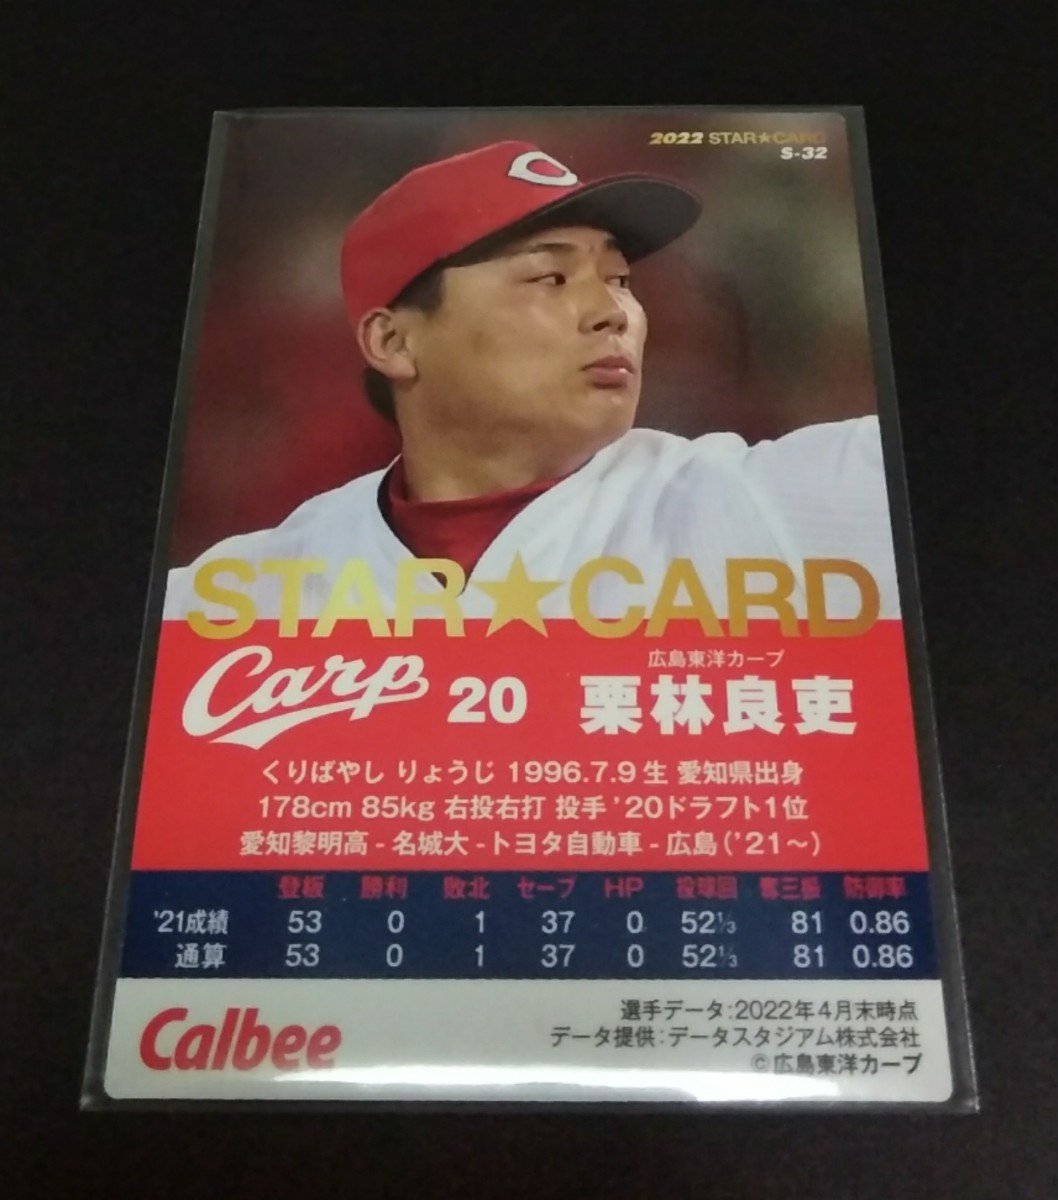 C
2022 STAR★CARD
S-32
STAR★CARD
広島東洋カープ
Carp 20 栗林良吏
くりばやし りょうじ 1996.7.9生 愛知県出身
178cm 85kg 右投右打 投手 '20ドラフト1位
愛知黎明高-名城大-トヨタ自動車-広島('21～)
登板 勝利 敗北 セーブ HP 投球回 奪三振 防御率
'21成績 53 0 1 37 0 52⅓ 81 0.86
通算 53 0 1 37 0 52⅓ 81 0.86
Calbee
選手データ:2022年4月末時点
データ提供:データスタジアム株式会社
©広島東洋カープ